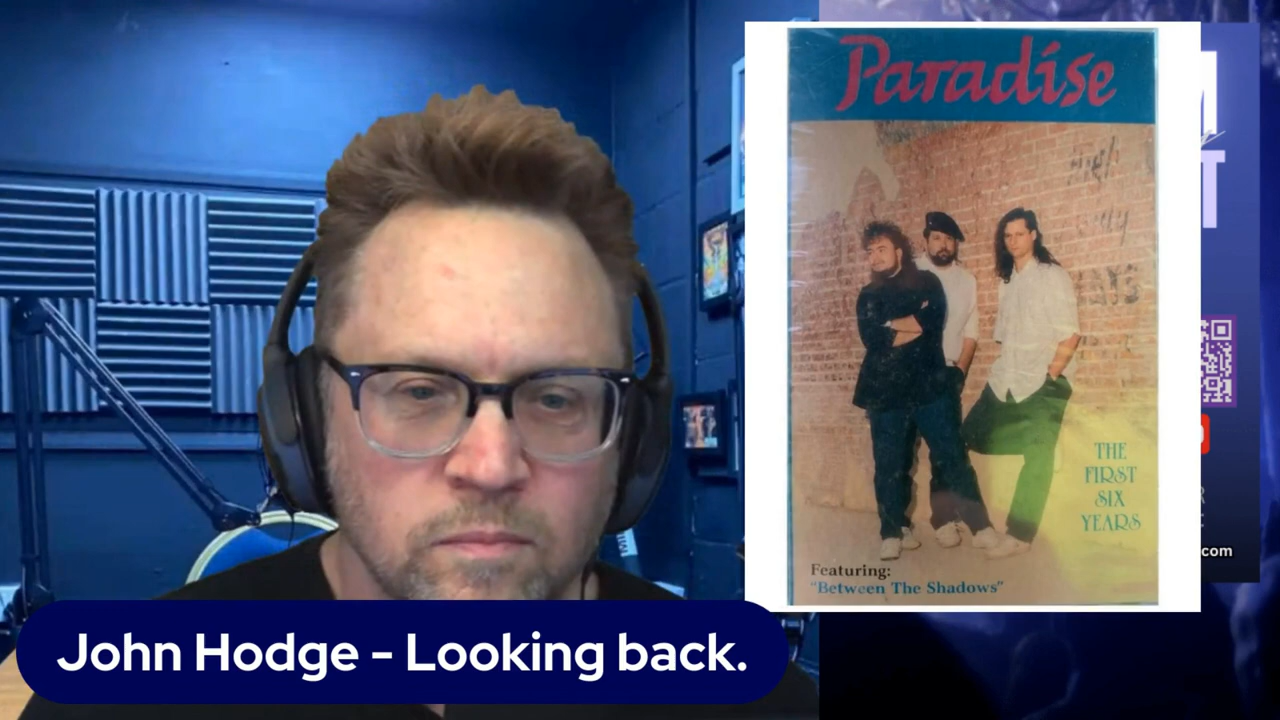 Paradise
THE
FIRST
SIX
YEARS
Featuring:
"Between The Shadows"
.com
John Hodge - Looking back.